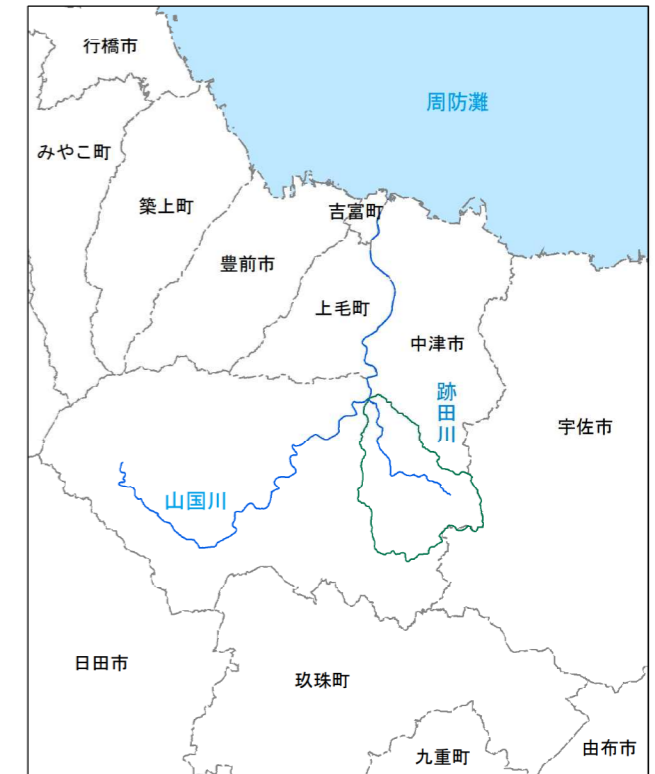 行橋市
周防灘
みやこ町
築上町
吉富町
豊前市
上毛町
中津市
跡田川
宇佐市
山国川
日田市
玖珠町
由布市
九重町